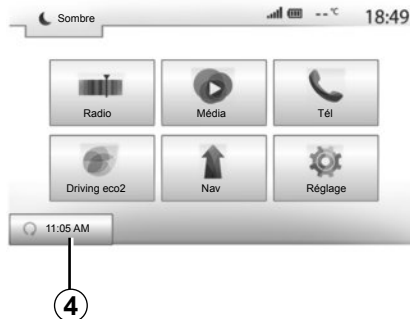 Sombre
--°C
18:49
Radio
Média
Tél
Driving eco2
Nav
Réglage
11:05 AM
4